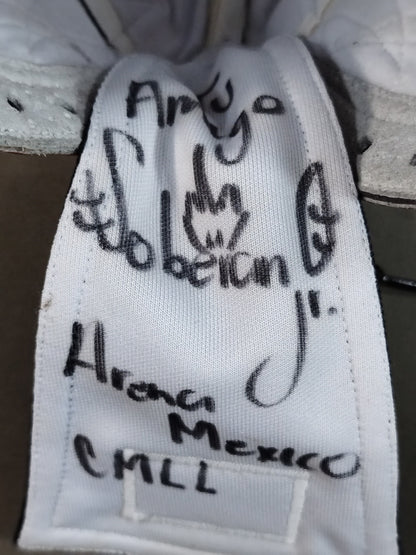 Amigo
Soberano
Jr.
Arena
Mexico
CMLL